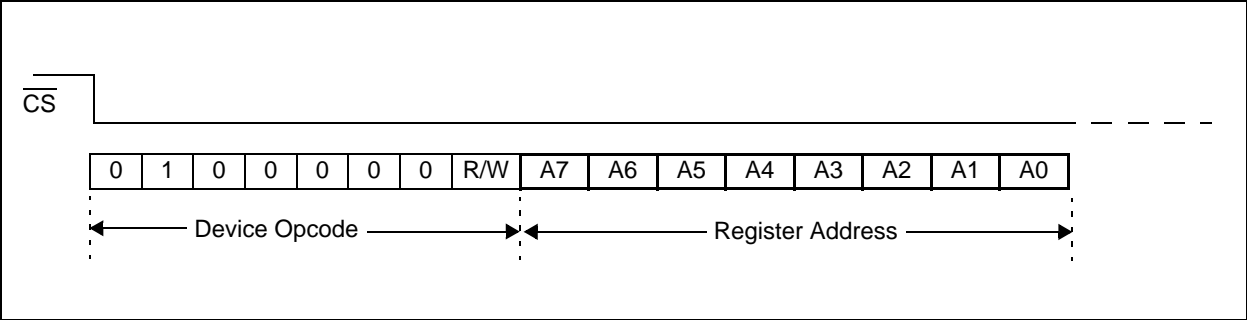 CS
0 1 0 0 0 0 0 R/W A7 A6 A5 A4 A3 A2 A1 A0
Device Opcode Register Address